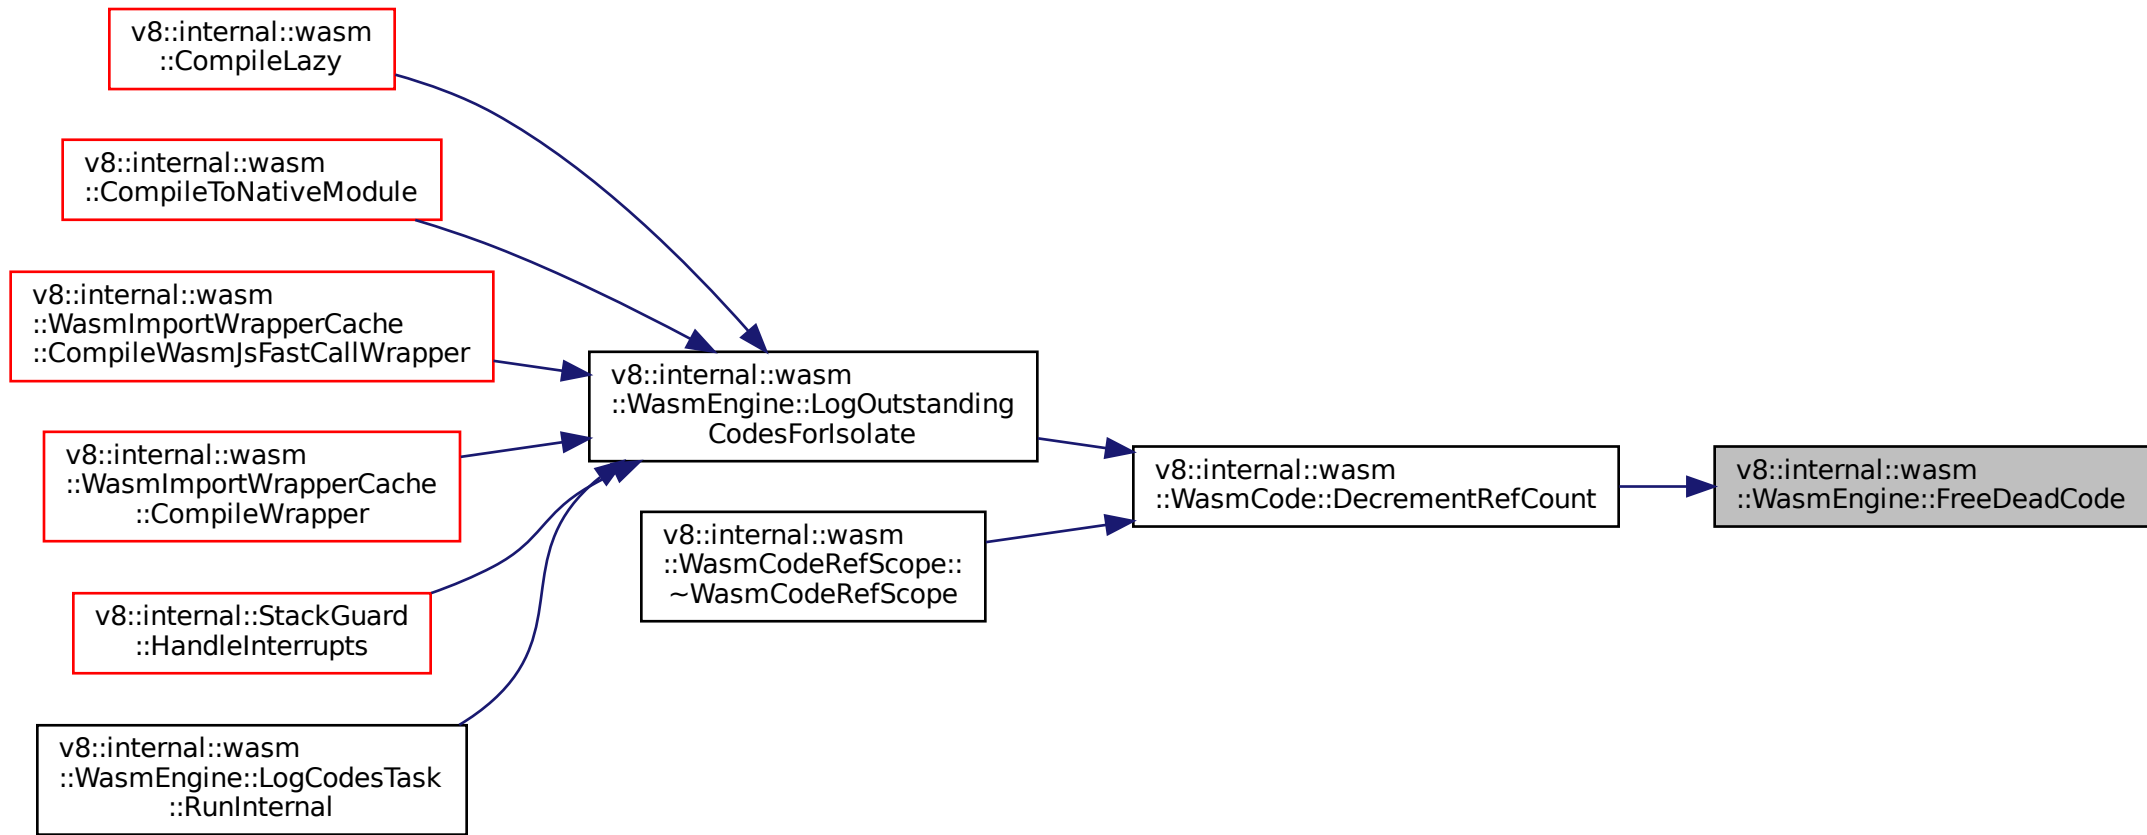 v8::internal::wasm
::CompileLazy
v8::internal::wasm
::CompileToNativeModule
v8::internal::wasm
::WasmImportWrapperCache
::CompileWasmJsFastCallWrapper
v8::internal::wasm
::WasmImportWrapperCache
::CompileWrapper
v8::internal::StackGuard
::HandleInterrupts
v8::internal::wasm
::WasmEngine::LogCodesTask
::RunInternal
v8::internal::wasm
::WasmEngine::LogOutstanding
CodesForIsolate
v8::internal::wasm
::WasmCodeRefScope::
~WasmCodeRefScope
v8::internal::wasm
::WasmCode::DecrementRefCount
v8::internal::wasm
::WasmEngine::FreeDeadCode